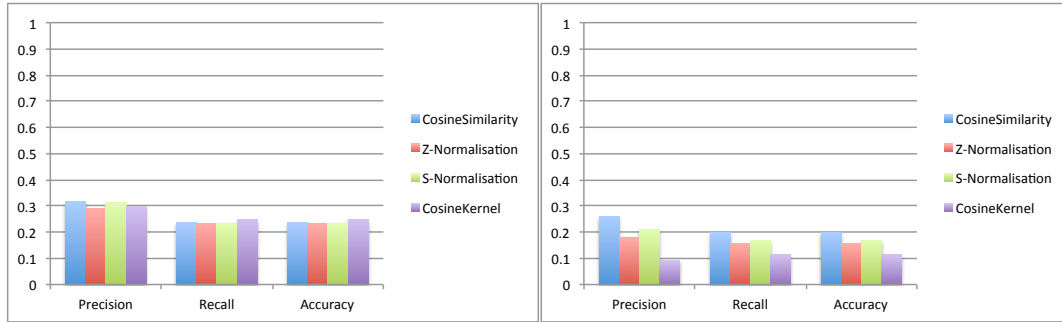 1
0.9
0.8
0.7
0.6
0.5
0.4
0.3
0.2
0.1
0
Precision Recall Accuracy
CosineSimilarity
Z-Normalisation
S-Normalisation
CosineKernel
1
0.9
0.8
0.7
0.6
0.5
0.4
0.3
0.2
0.1
0
Precision Recall Accuracy
CosineSimilarity
Z-Normalisation
S-Normalisation
CosineKernel